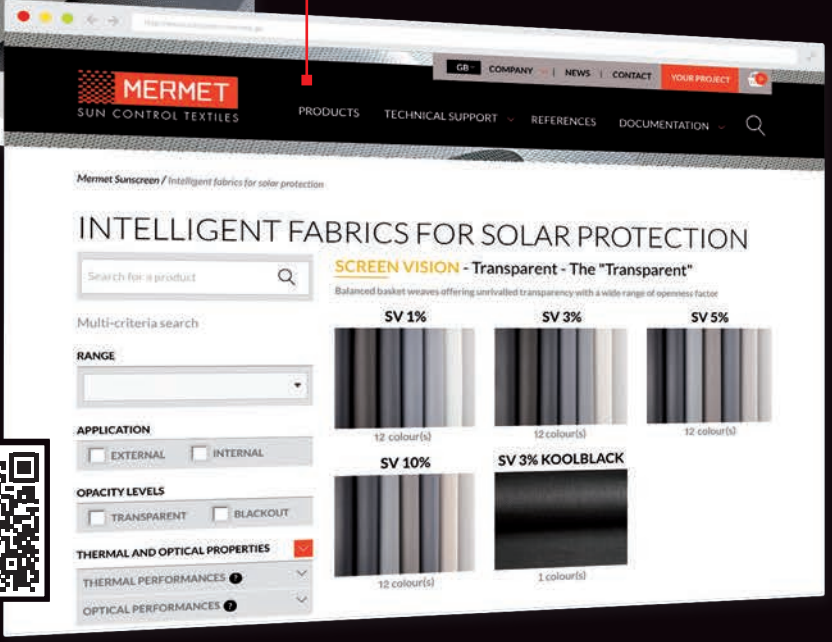 GB
COMPANY
NEWS
CONTACT
YOUR PROJECT
MERMET
SUN CONTROL TEXTILES
PRODUCTS
TECHNICAL SUPPORT
REFERENCES
DOCUMENTATION
Mermet Sunscreen / Intelligent fabrics for solar protection
INTELLIGENT FABRICS FOR SOLAR PROTECTION
Search for a product
Multi-criteria search
RANGE
APPLICATION
EXTERNAL
INTERNAL
OPACITY LEVELS
TRANSPARENT
BLACKOUT
THERMAL AND OPTICAL PROPERTIES
THERMAL PERFORMANCES ?
OPTICAL PERFORMANCES ?
SCREEN VISION - Transparent - The "Transparent"
Balanced basket weaves offering unrivalled transparency with a wide range of openness factor
SV 1%
SV 3%
SV 5%
12 colour(s)
12 colour(s)
12 colour(s)
SV 10%
SV 3% KOOLBLACK
12 colour(s)
1 colour(s)